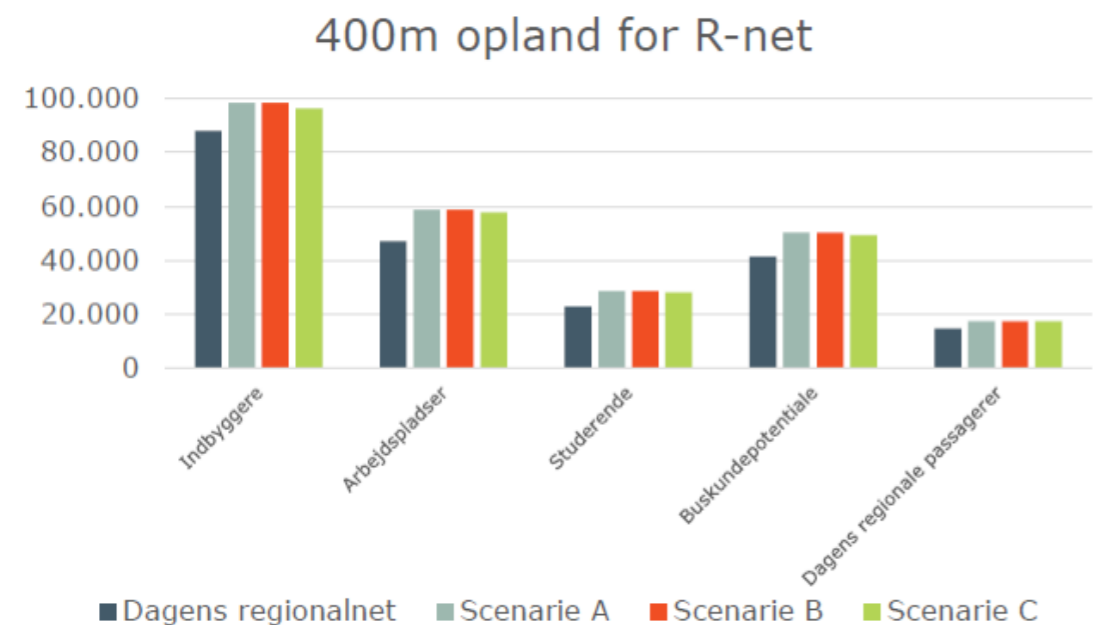 400m opland for R-net
100.000
80.000
60.000
40.000
20.000
0
Indbyggere
Arbejdspladser
Studerende
Buskundepotentiale
Dagens regionale passagerer
Dagens regionalnet Scenarie A Scenarie B Scenarie C